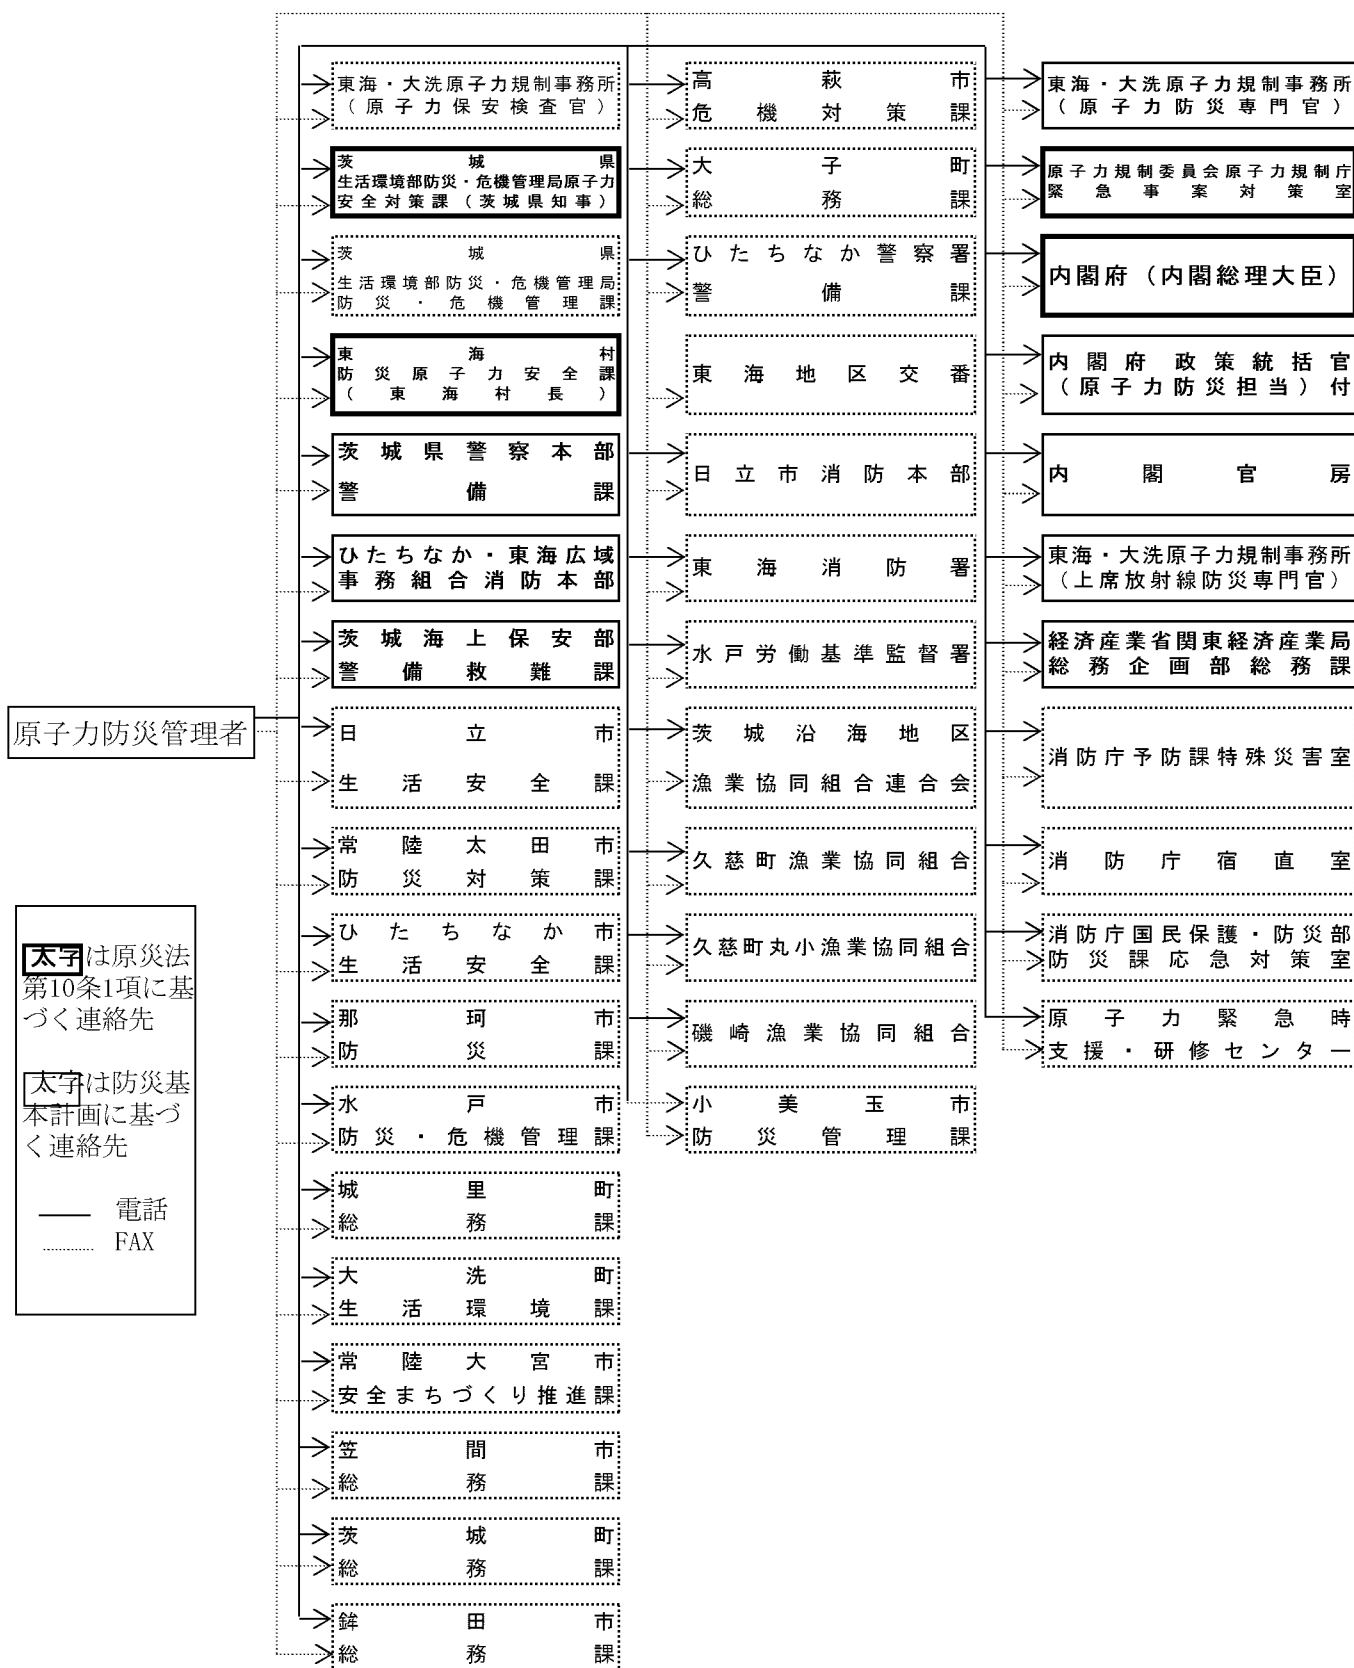 原子力防災管理者
太字は原災法
第10条1項に基
づく連絡先
太字は防災基
本計画に基づ
く連絡先
電話
FAX
東海・大洗原子力規制事務所
（原子力保安検査官）
茨城県
生活環境部防災・危機管理局原子力
安全対策課（茨城県知事）
茨城県
生活環境部防災・危機管理局
防災・危機管理課
東海村
防災原子力安全課
（東海村長）
茨城県警察本部
警備課
ひたちなか・東海広域
事務組合消防本部
茨城海上保安部
警備救難課
日立市
生活安全課
常陸太田市
防災対策課
ひたちなか市
生活安全課
那珂市
防災課
水戸市
防災・危機管理課
城里町
総務課
大洗町
生活環境課
常陸大宮市
安全まちづくり推進課
笠間市
総務課
茨城町
総務課
鉾田市
総務課
高萩市
危機対策課
大子町
総務課
ひたちなか警察署
警備課
東海地区交番
日立市消防本部
東海消防署
水戸労働基準監督署
茨城沿海地区
漁業協同組合連合会
久慈町漁業協同組合
久慈町丸小漁業協同組合
磯崎漁業協同組合
小美玉市
防災管理課
東海・大洗原子力規制事務所
（原子力防災専門官）
原子力規制委員会原子力規制庁
緊急事案対策室
内閣府（内閣総理大臣）
内閣府政策統括官
（原子力防災担当）付
内閣官房
東海・大洗原子力規制事務所
（上席放射線防災専門官）
経済産業省関東経済産業局
総務企画部総務課
消防庁予防課特殊災害室
消防庁宿直室
消防庁国民保護・防災部
防災課応急対策室
原子力緊急時
支援・研修センター